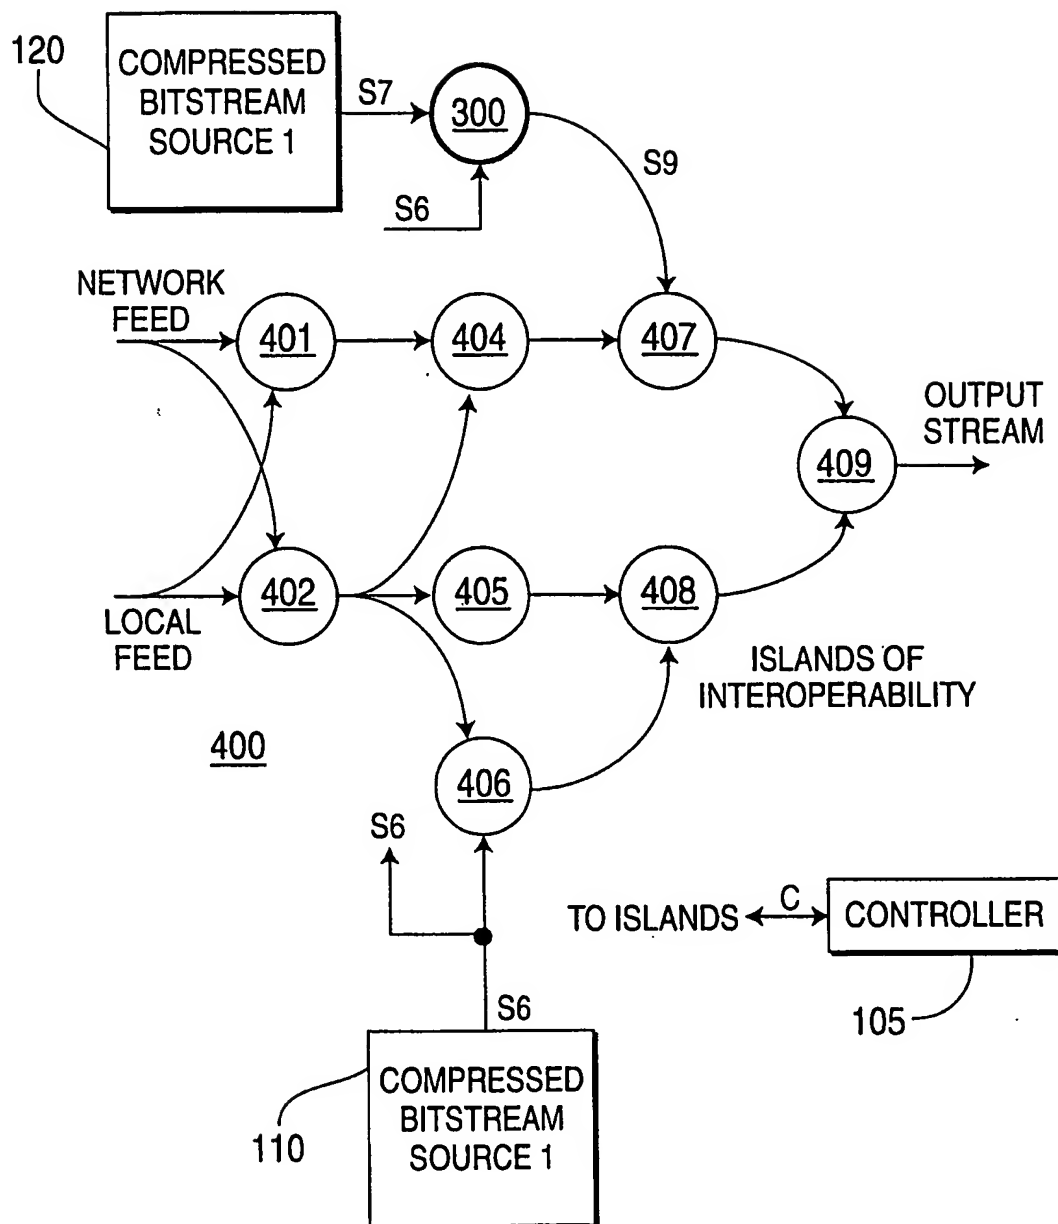 120
COMPRESSED
BITSTREAM
SOURCE 1
S7
300
S9
S6
NETWORK
FEED
401
404
407
OUTPUT
STREAM
409
402
405
408
LOCAL
FEED
ISLANDS OF
INTEROPERABILITY
400
406
S6
TO ISLANDS
C
CONTROLLER
105
S6
110
COMPRESSED
BITSTREAM
SOURCE 1